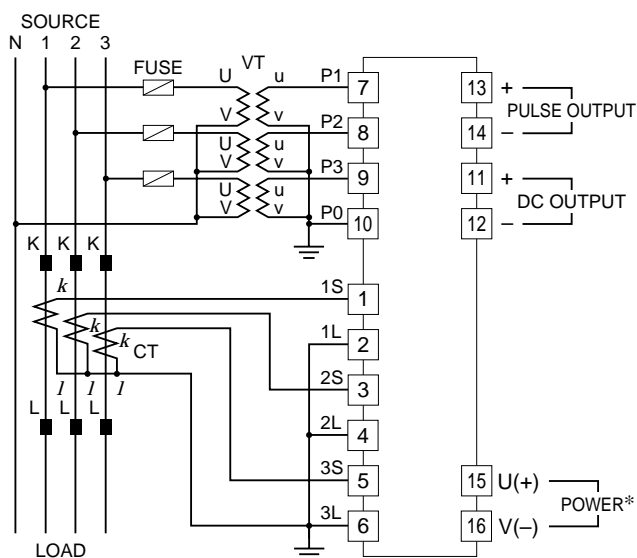 SOURCE
N 1 2 3
FUSE
VT
U u P1 7
V v
P2 8
U u
V v
P3 9
U u
V v
P0 10
13 +
PULSE OUTPUT
14 –
11 +
DC OUTPUT
12 –
K K K
k 1S 1
k
k CT
1L 2
l l l
2S 3
L L L
2L 4
3S 5
3L 6
15 U(+)
POWER*
16 V(–)
LOAD